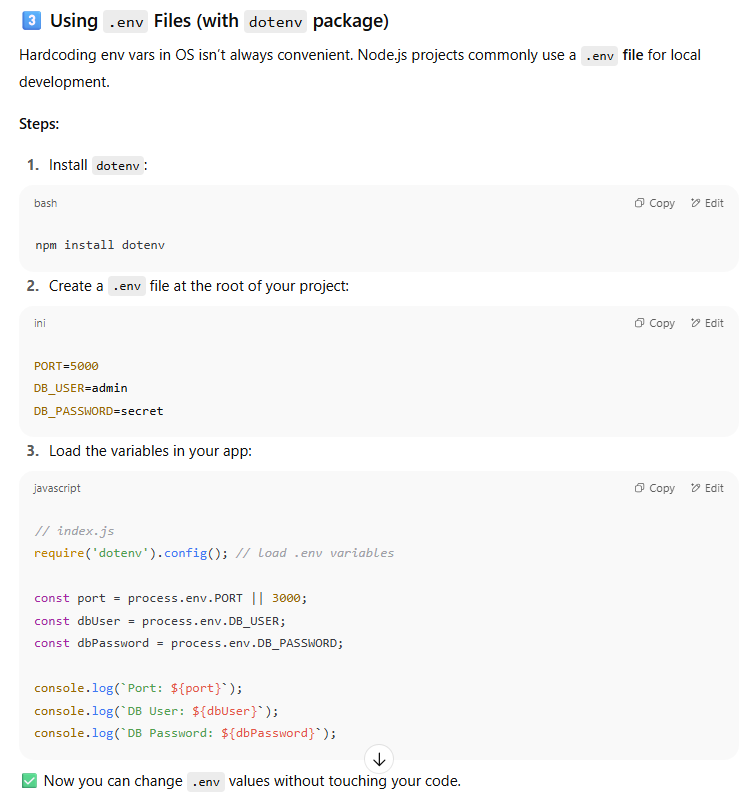 3 Using .env Files (with dotenv package)
Hardcoding env vars in OS isn’t always convenient. Node.js projects commonly use a .env file for local
development.
Steps:
1. Install dotenv:
bash
Copy Edit
npm install dotenv
2. Create a .env file at the root of your project:
ini
Copy Edit
PORT=5000
DB_USER=admin
DB_PASSWORD=secret
3. Load the variables in your app:
javascript
Copy Edit
// index.js
require('dotenv').config(); // load .env variables
const port = process.env.PORT || 3000;
const dbUser = process.env.DB_USER;
const dbPassword = process.env.DB_PASSWORD;
console.log(`Port: ${port}`);
console.log(`DB User: ${dbUser}`);
console.log(`DB Password: ${dbPassword}`);
✅ Now you can change .env values without touching your code.